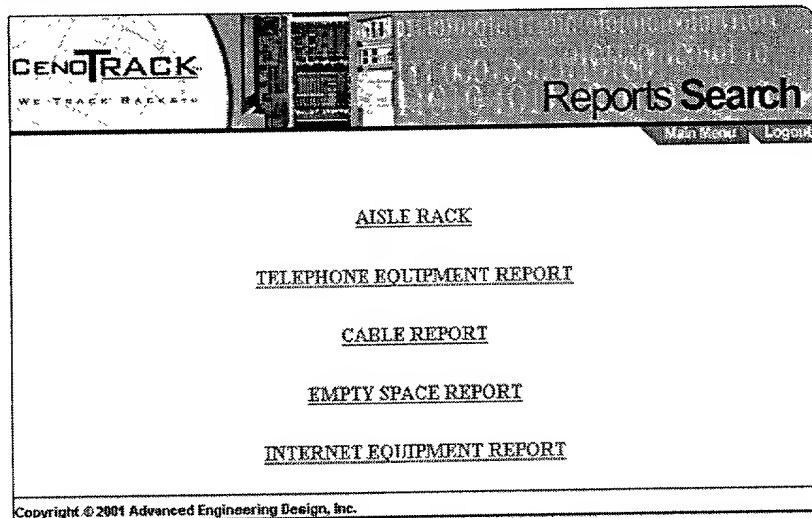 CENOTRACK
WE TRACK RACKS
Reports Search
Main Menu Logout
AISLE RACK
TELEPHONE EQUIPMENT REPORT
CABLE REPORT
EMPTY SPACE REPORT
INTERNET EQUIPMENT REPORT
Copyright © 2001 Advanced Engineering Design, Inc.